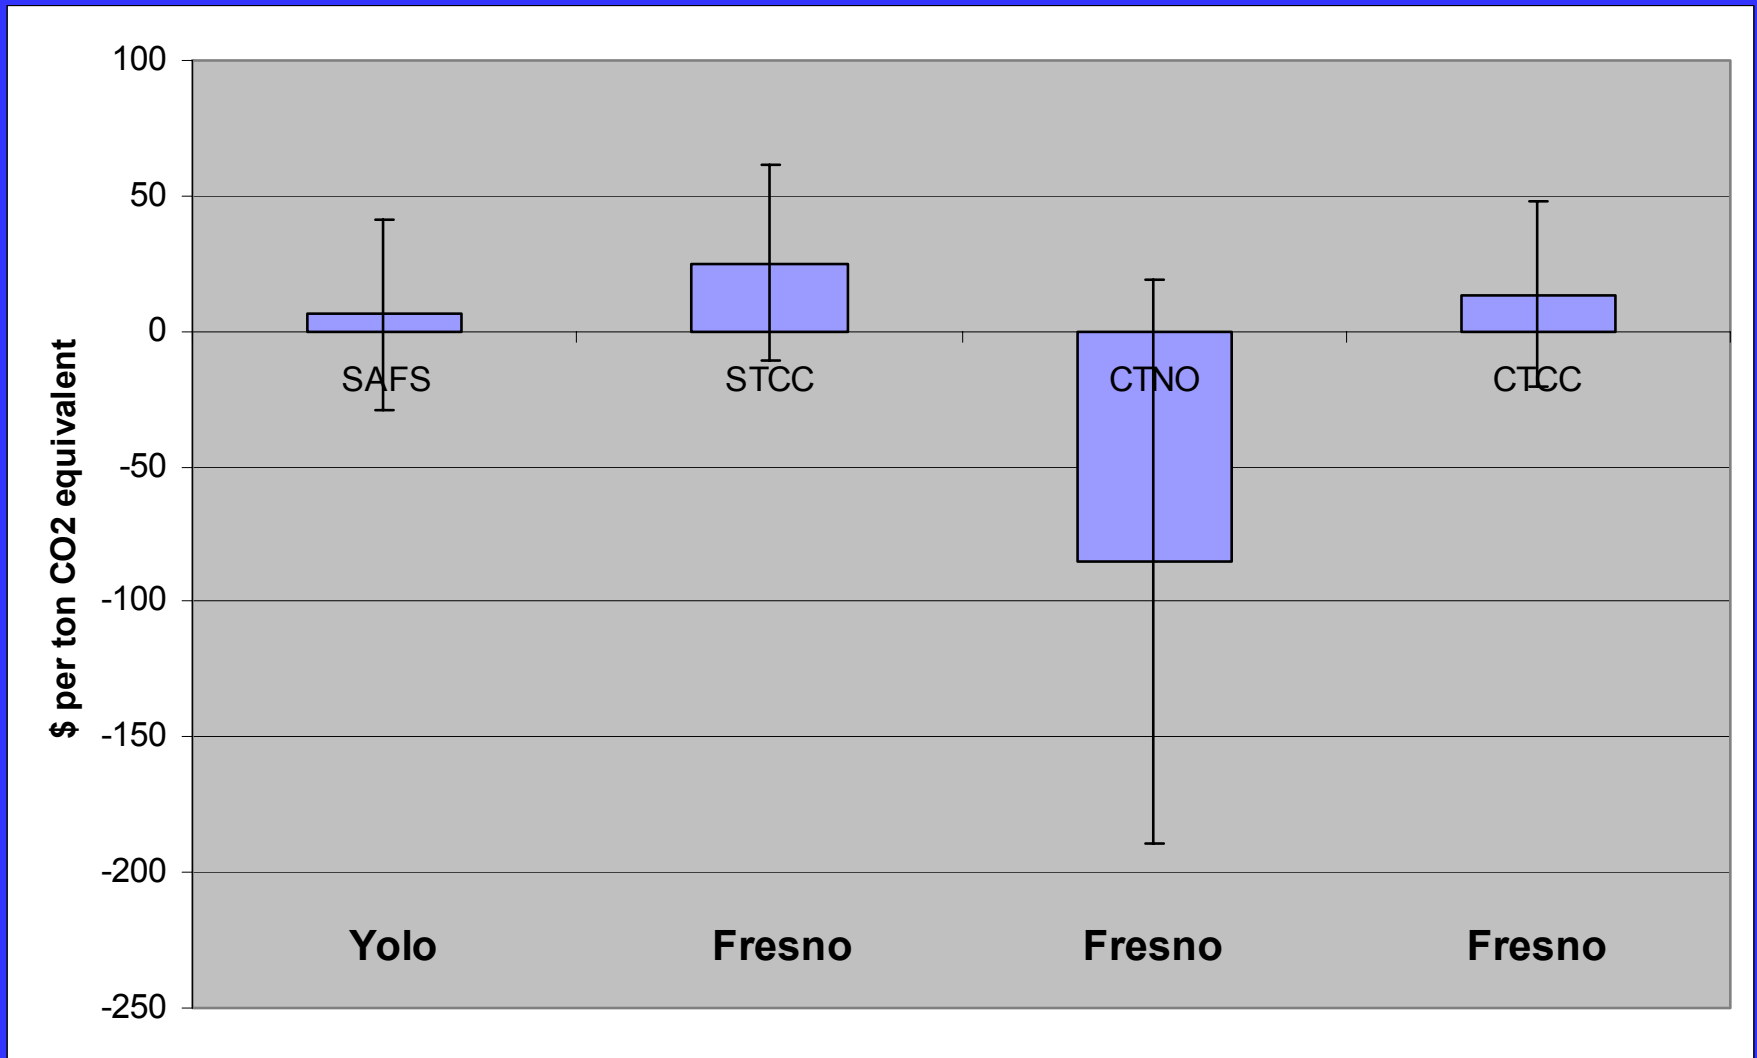 $ per ton CO2 equivalent
100
50
0
-50
-100
-150
-200
-250
SAFS STCC CTNO CTCC
Yolo Fresno Fresno Fresno